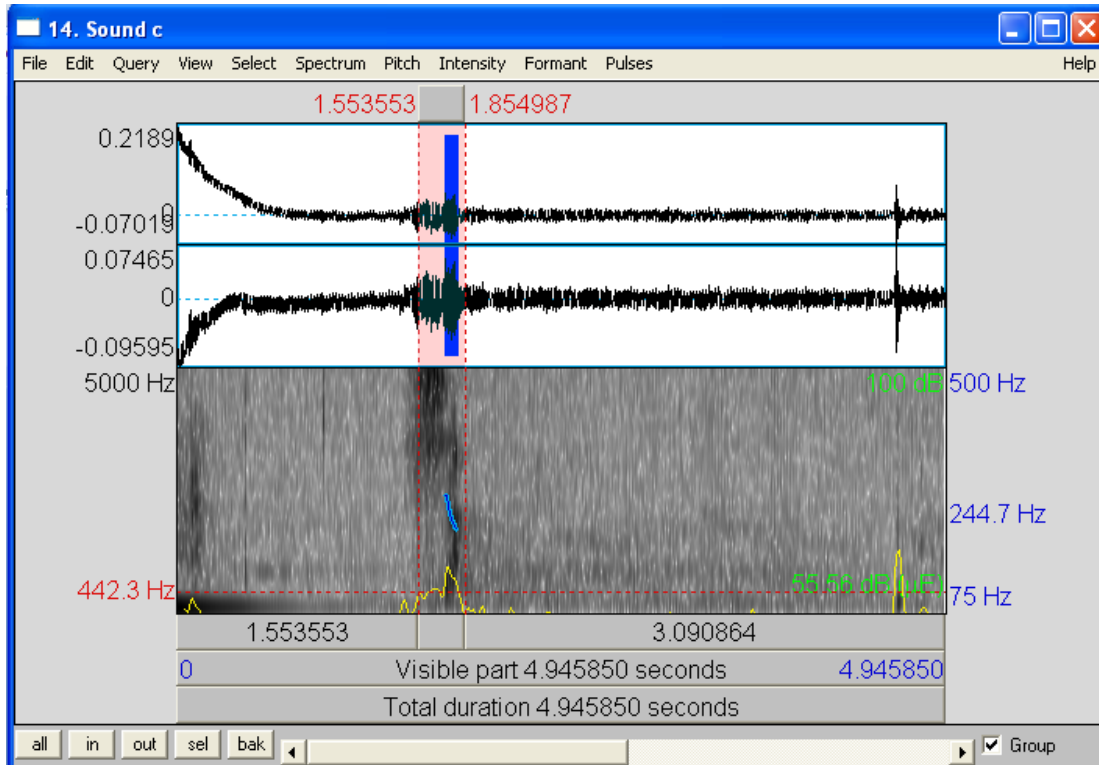 14. Sound c
File Edit Query View Select Spectrum Pitch Intensity Formant Pulses Help
1.553553 1.854987
0.2189
0
-0.07019
0.07465
0
-0.09595
5000 Hz 100 dB 500 Hz
244.7 Hz
442.3 Hz 55.56 dB (µE) 75 Hz
1.553553 3.090864
0 Visible part 4.945850 seconds 4.945850
Total duration 4.945850 seconds
all in out sel bak Group